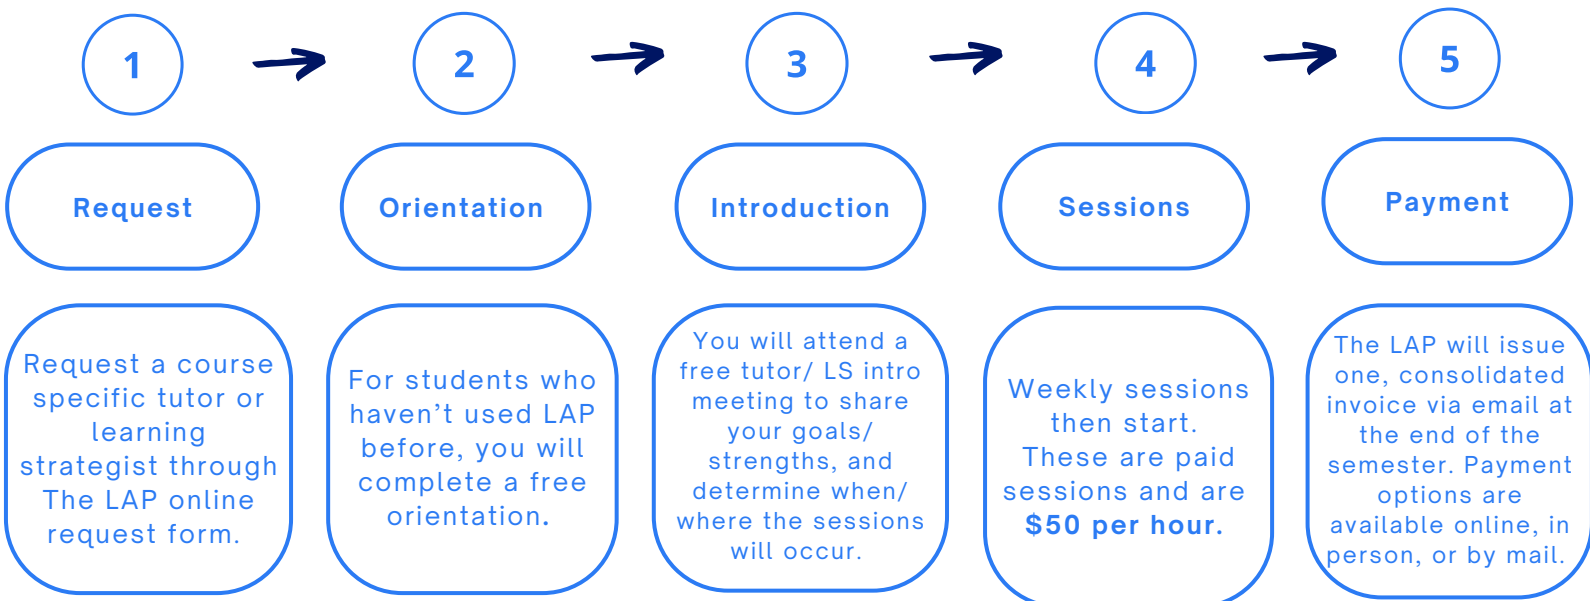 1
2
3
4
5
Request
Orientation
Introduction
Sessions
Payment
Request a course
specific tutor or
learning
strategist through
The LAP online
request form.
For students who
haven’t used LAP
before, you will
complete a free
orientation.
You will attend a
free tutor/ LS intro
meeting to share
your goals/
strengths, and
determine when/
where the sessions
will occur.
Weekly sessions
then start.
These are paid
sessions and are
$50 per hour.
The LAP will issue
one, consolidated
invoice via email at
the end of the
semester. Payment
options are
available online, in
person, or by mail.